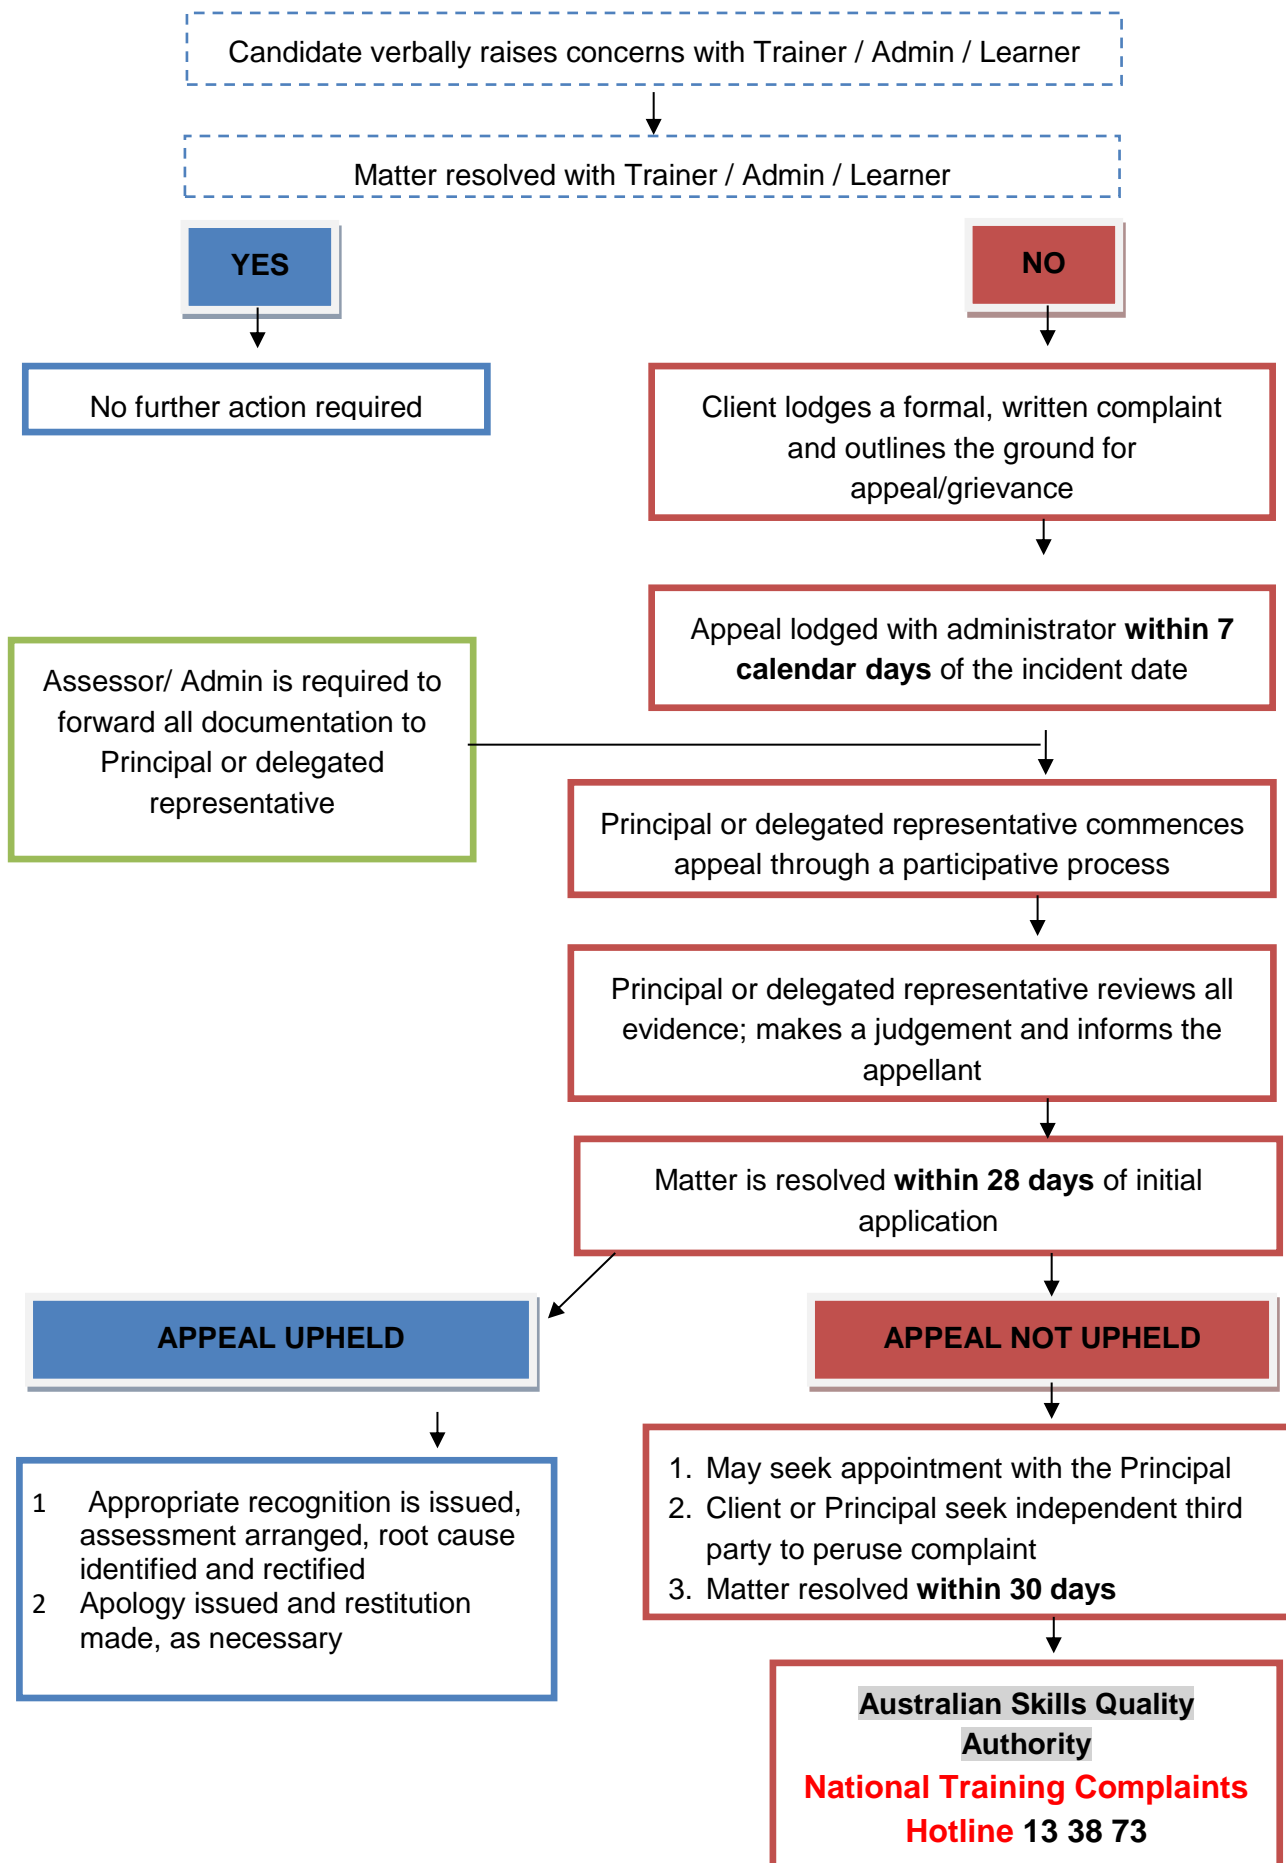 Candidate verbally raises concerns with Trainer / Admin / Learner
Matter resolved with Trainer / Admin / Learner
YES
NO
No further action required
Client lodges a formal, written complaint
and outlines the ground for
appeal/grievance
Appeal lodged with administrator within 7
calendar days of the incident date
Assessor/ Admin is required to
forward all documentation to
Principal or delegated
representative
Principal or delegated representative commences
appeal through a participative process
Principal or delegated representative reviews all
evidence; makes a judgement and informs the
appellant
Matter is resolved within 28 days of initial
application
APPEAL UPHELD
APPEAL NOT UPHELD
1 Appropriate recognition is issued,
assessment arranged, root cause
identified and rectified
2 Apology issued and restitution
made, as necessary
1. May seek appointment with the Principal
2. Client or Principal seek independent third
party to peruse complaint
3. Matter resolved within 30 days
Australian Skills Quality
Authority
National Training Complaints
Hotline 13 38 73